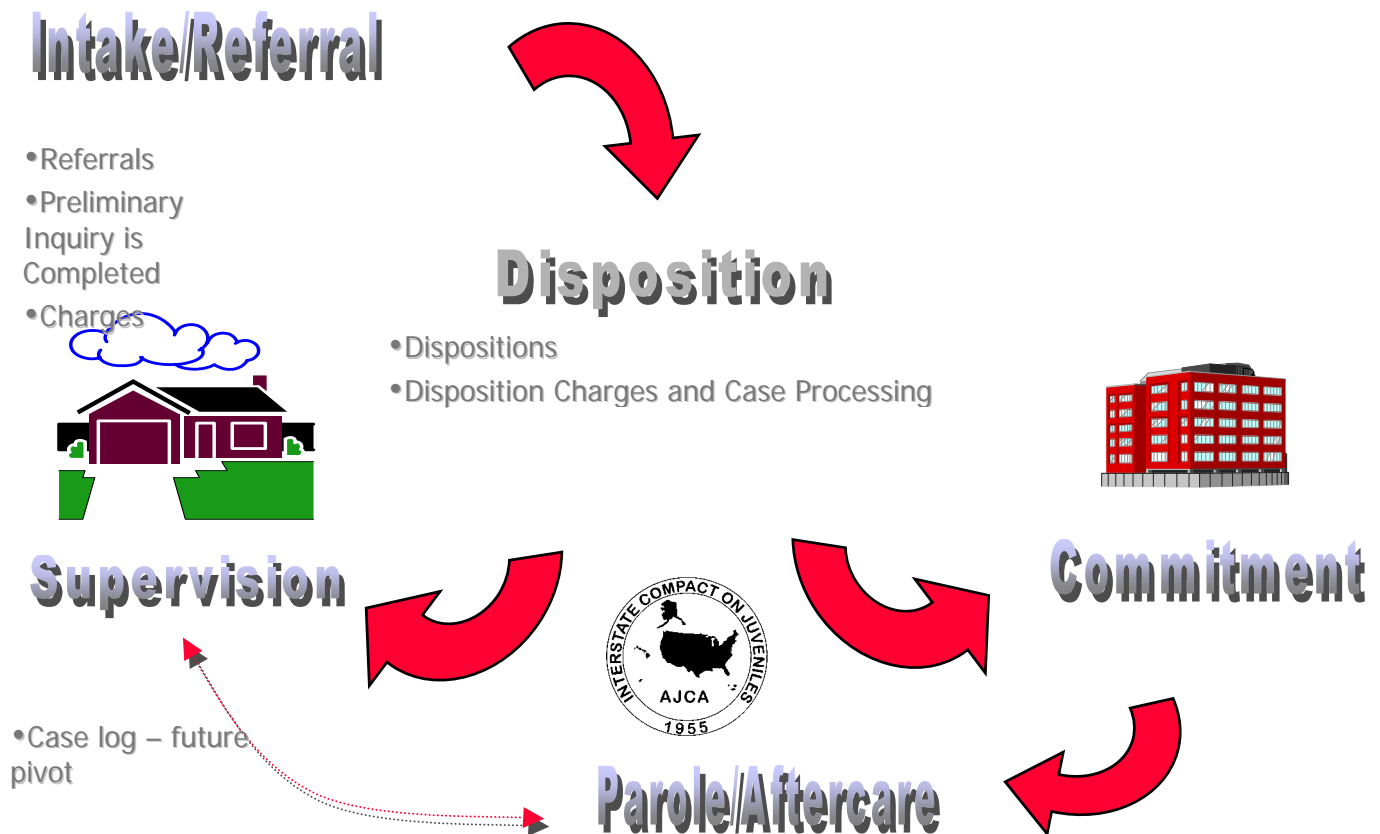 Intake/Referral
•Referrals
•Preliminary
Inquiry is
Completed
•Charges
Disposition
•Dispositions
•Disposition Charges and Case Processing
Supervision
Commitment
INTERSTATE COMPACT ON JUVENILES
AJCA
1955
•Case log – future
pivot
Parole/Aftercare